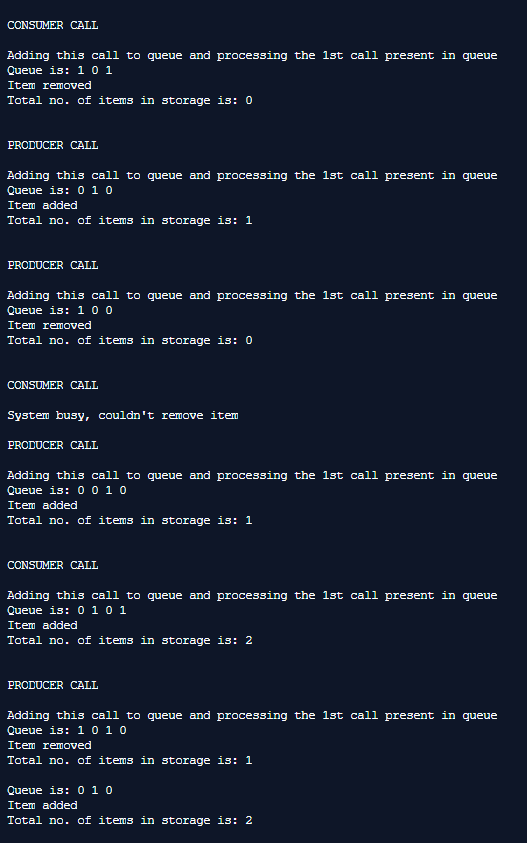 CONSUMER CALL
Adding this call to queue and processing the 1st call present in queue
Queue is: 1 0 1
Item removed
Total no. of items in storage is: 0
PRODUCER CALL
Adding this call to queue and processing the 1st call present in queue
Queue is: 0 1 0
Item added
Total no. of items in storage is: 1
PRODUCER CALL
Adding this call to queue and processing the 1st call present in queue
Queue is: 1 0 0
Item removed
Total no. of items in storage is: 0
CONSUMER CALL
System busy, couldn't remove item
PRODUCER CALL
Adding this call to queue and processing the 1st call present in queue
Queue is: 0 0 1 0
Item added
Total no. of items in storage is: 1
CONSUMER CALL
Adding this call to queue and processing the 1st call present in queue
Queue is: 0 1 0 1
Item added
Total no. of items in storage is: 2
PRODUCER CALL
Adding this call to queue and processing the 1st call present in queue
Queue is: 1 0 1 0
Item removed
Total no. of items in storage is: 1
Queue is: 0 1 0
Item added
Total no. of items in storage is: 2